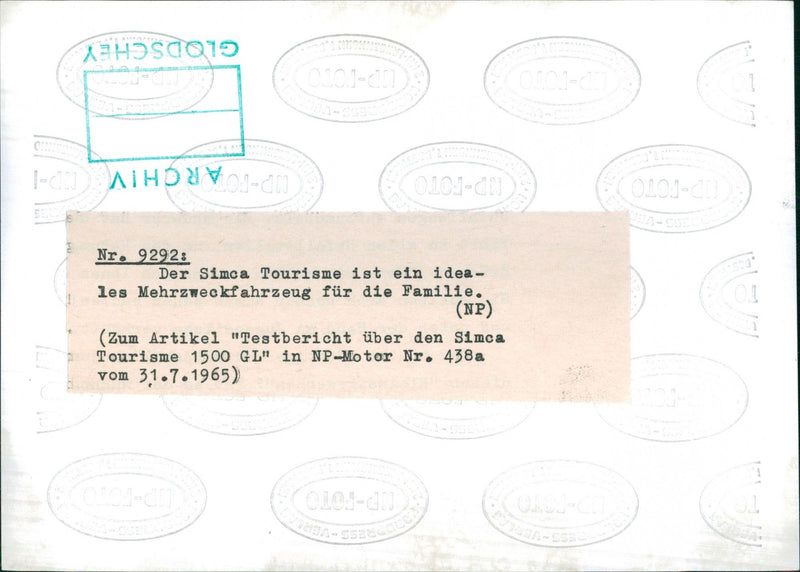 GLODSCHEY
ARCHIV
NP-FOTO
Nr. 9292:
Der Simca Tourisme ist ein idea-
les Mehrzweckfahrzeug für die Familie.
(NP)
(Zum Artikel "Testbericht über den Simca
Tourisme 1500 GL" in NP-Motor Nr. 438a
vom 31.7.1965)